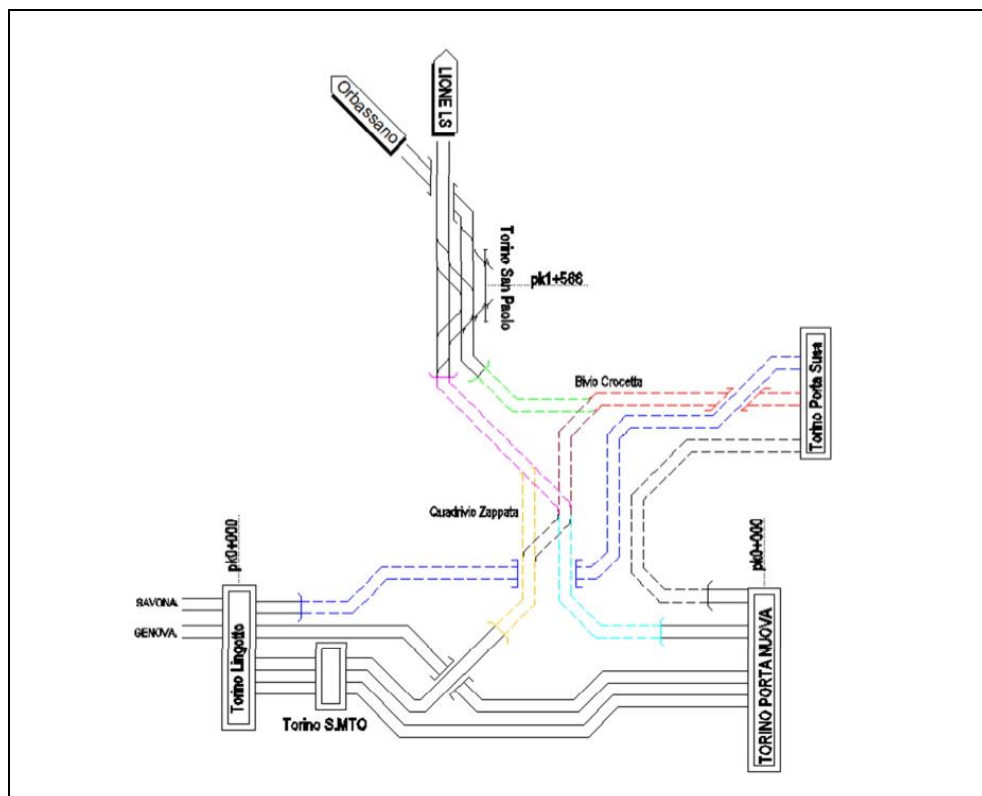 Orbassano
LIONE LS
Torino San Paolo
pk1+566
Bivio Crocetta
Torino Porta Susa
Quadrivio Zappata
pk0+000
pk0+000
SAVONA
GENOVA
Torino Lingotto
Torino S.MTO
TORINO PORTA NUOVA